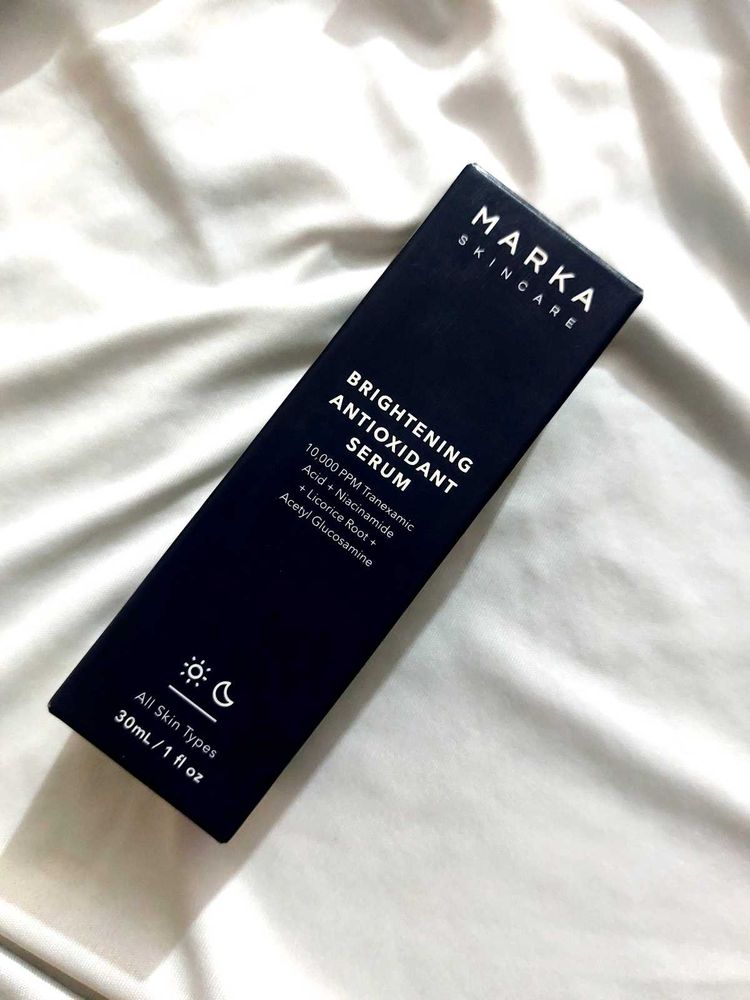 MARKA
SKINCARE
BRIGHTENING
ANTIOXIDANT
SERUM
10,000 PPM Tranexamic
Acid + Niacinamide
+ Licorice Root +
Acetyl Glucosamine
All Skin Types
30mL / 1 fl oz